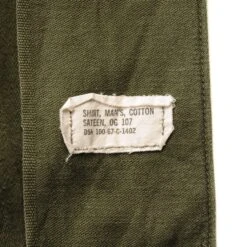 SHIRT, MAN'S, COTTON
SATEEN, OG 107
DSA 100-67-C-1402